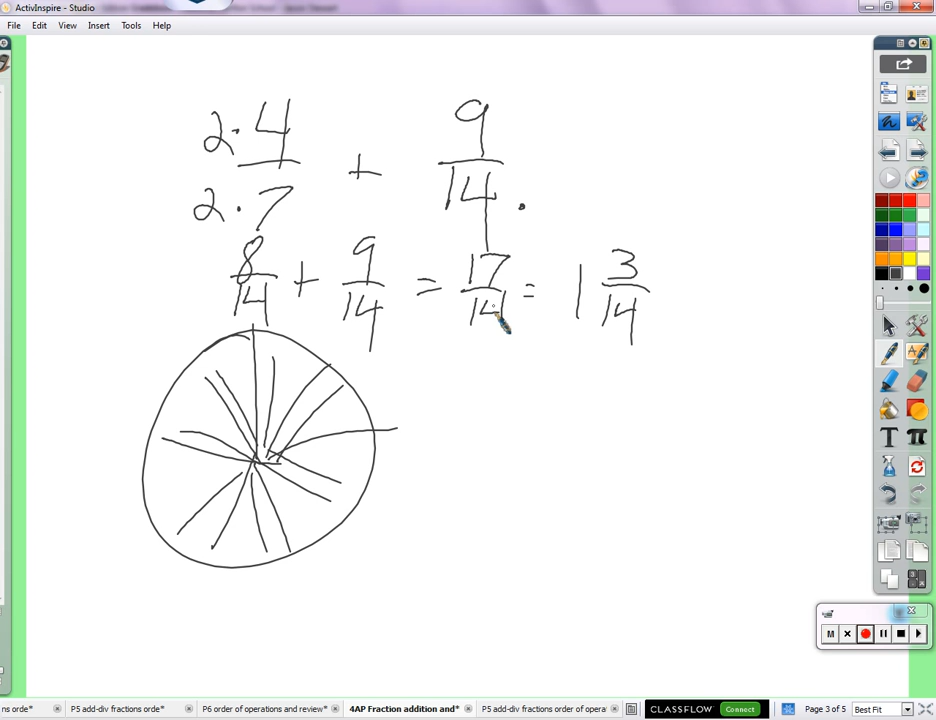 ActivInspire - Studio
File Edit View Insert Tools Help
2·4/2·7 + 9/14.
8/14 + 9/14 = 17/14 = 1 3/14
M
ns orde* P5 add-div fractions orde* P6 order of operations and review* 4AP Fraction addition and* P5 add-div fractions order of opera CLASSFLOW Connect Page 3 of 5 Best Fit